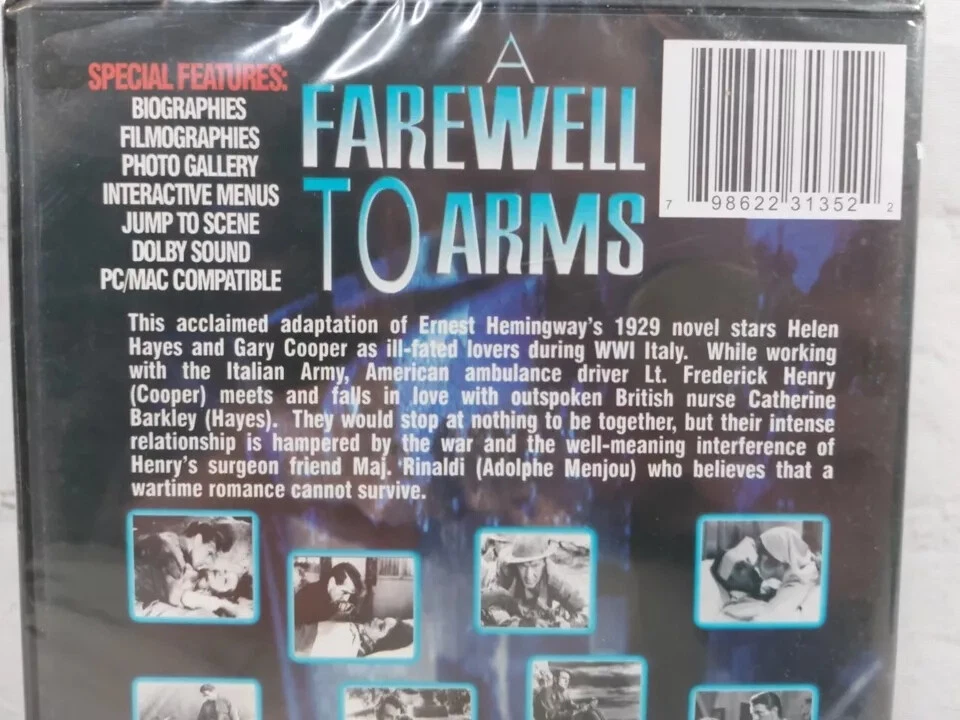 SPECIAL FEATURES:
BIOGRAPHIES
FILMOGRAPHIES
PHOTO GALLERY
INTERACTIVE MENUS
JUMP TO SCENE
DOLBY SOUND
PC/MAC COMPATIBLE
A
FAREWELL
TO ARMS
7 98622 31352 2
This acclaimed adaptation of Ernest Hemingway's 1929 novel stars Helen
Hayes and Gary Cooper as ill-fated lovers during WWI Italy. While working
with the Italian Army, American ambulance driver Lt. Frederick Henry
(Cooper) meets and falls in love with outspoken British nurse Catherine
Barkley (Hayes). They would stop at nothing to be together, but their intense
relationship is hampered by the war and the well-meaning interference of
Henry's surgeon friend Maj. Rinaldi (Adolphe Menjou) who believes that a
wartime romance cannot survive.